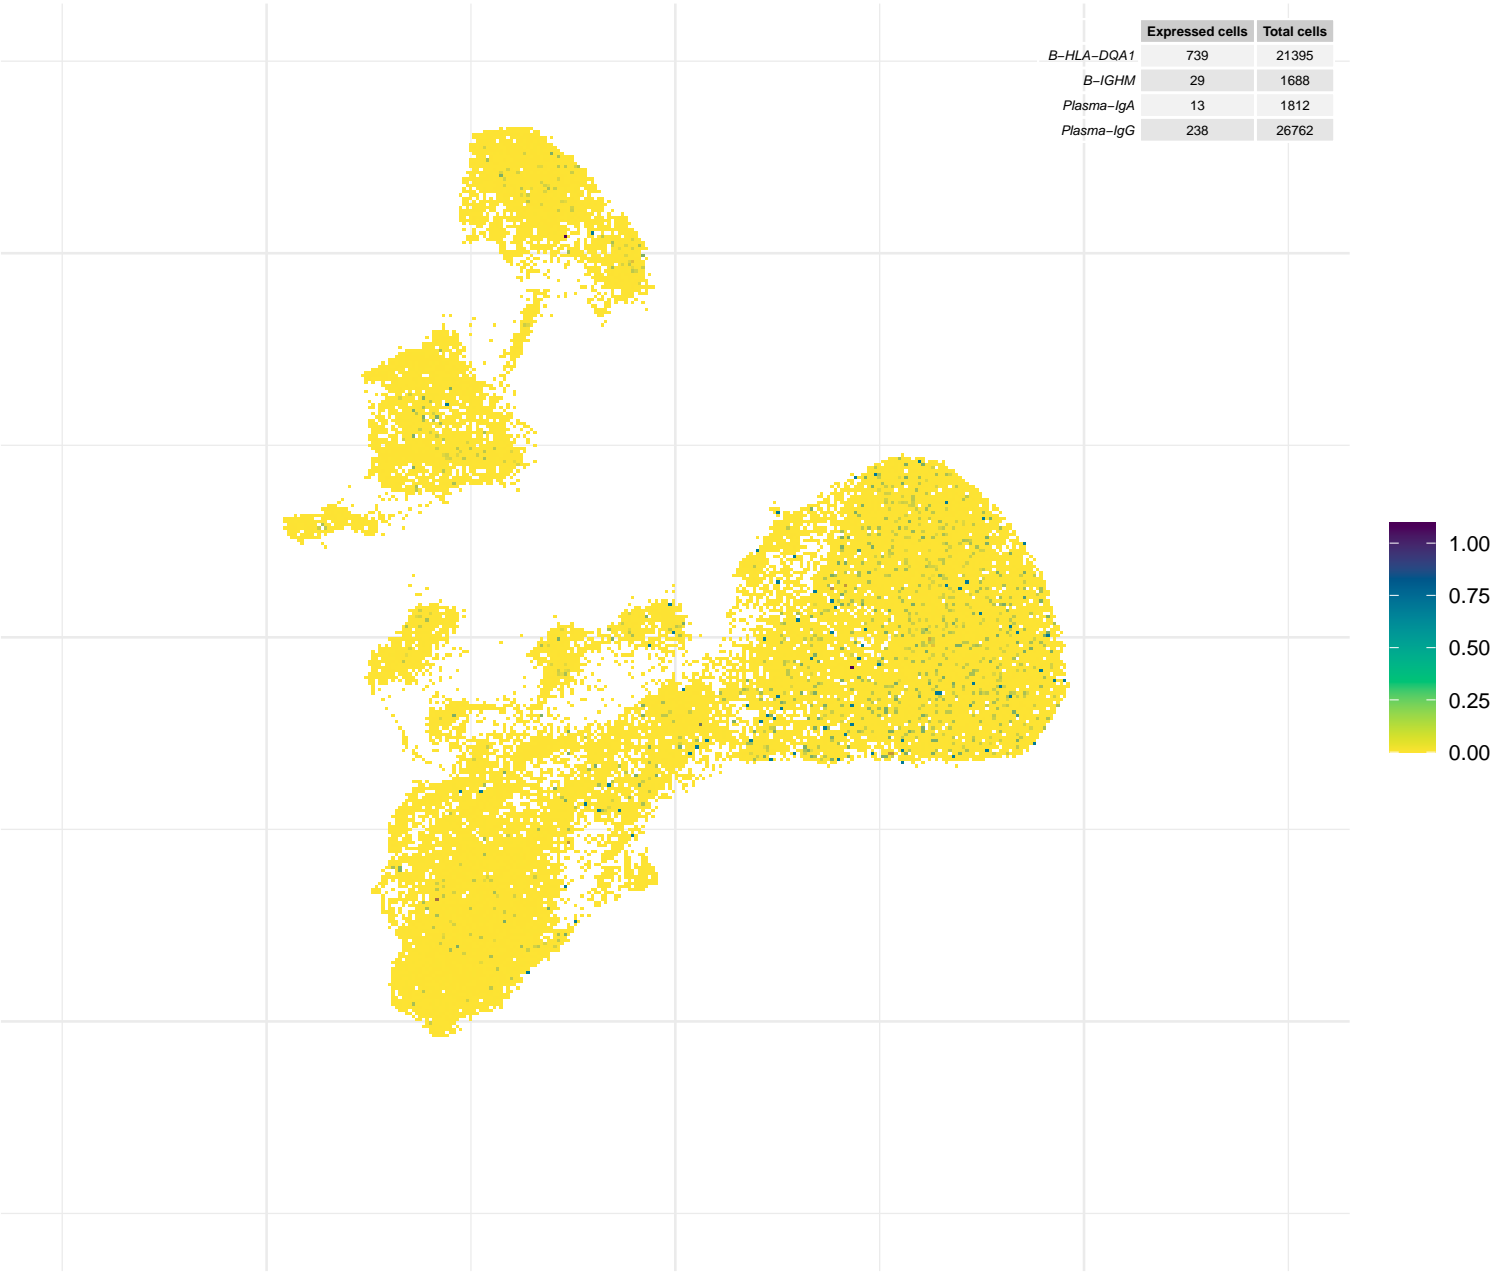 Expressed cells Total cells
B−HLA−DQA1 739 21395
B−IGHM 29 1688
Plasma−IgA 13 1812
Plasma−IgG 238 26762
1.00
0.75
0.50
0.25
0.00